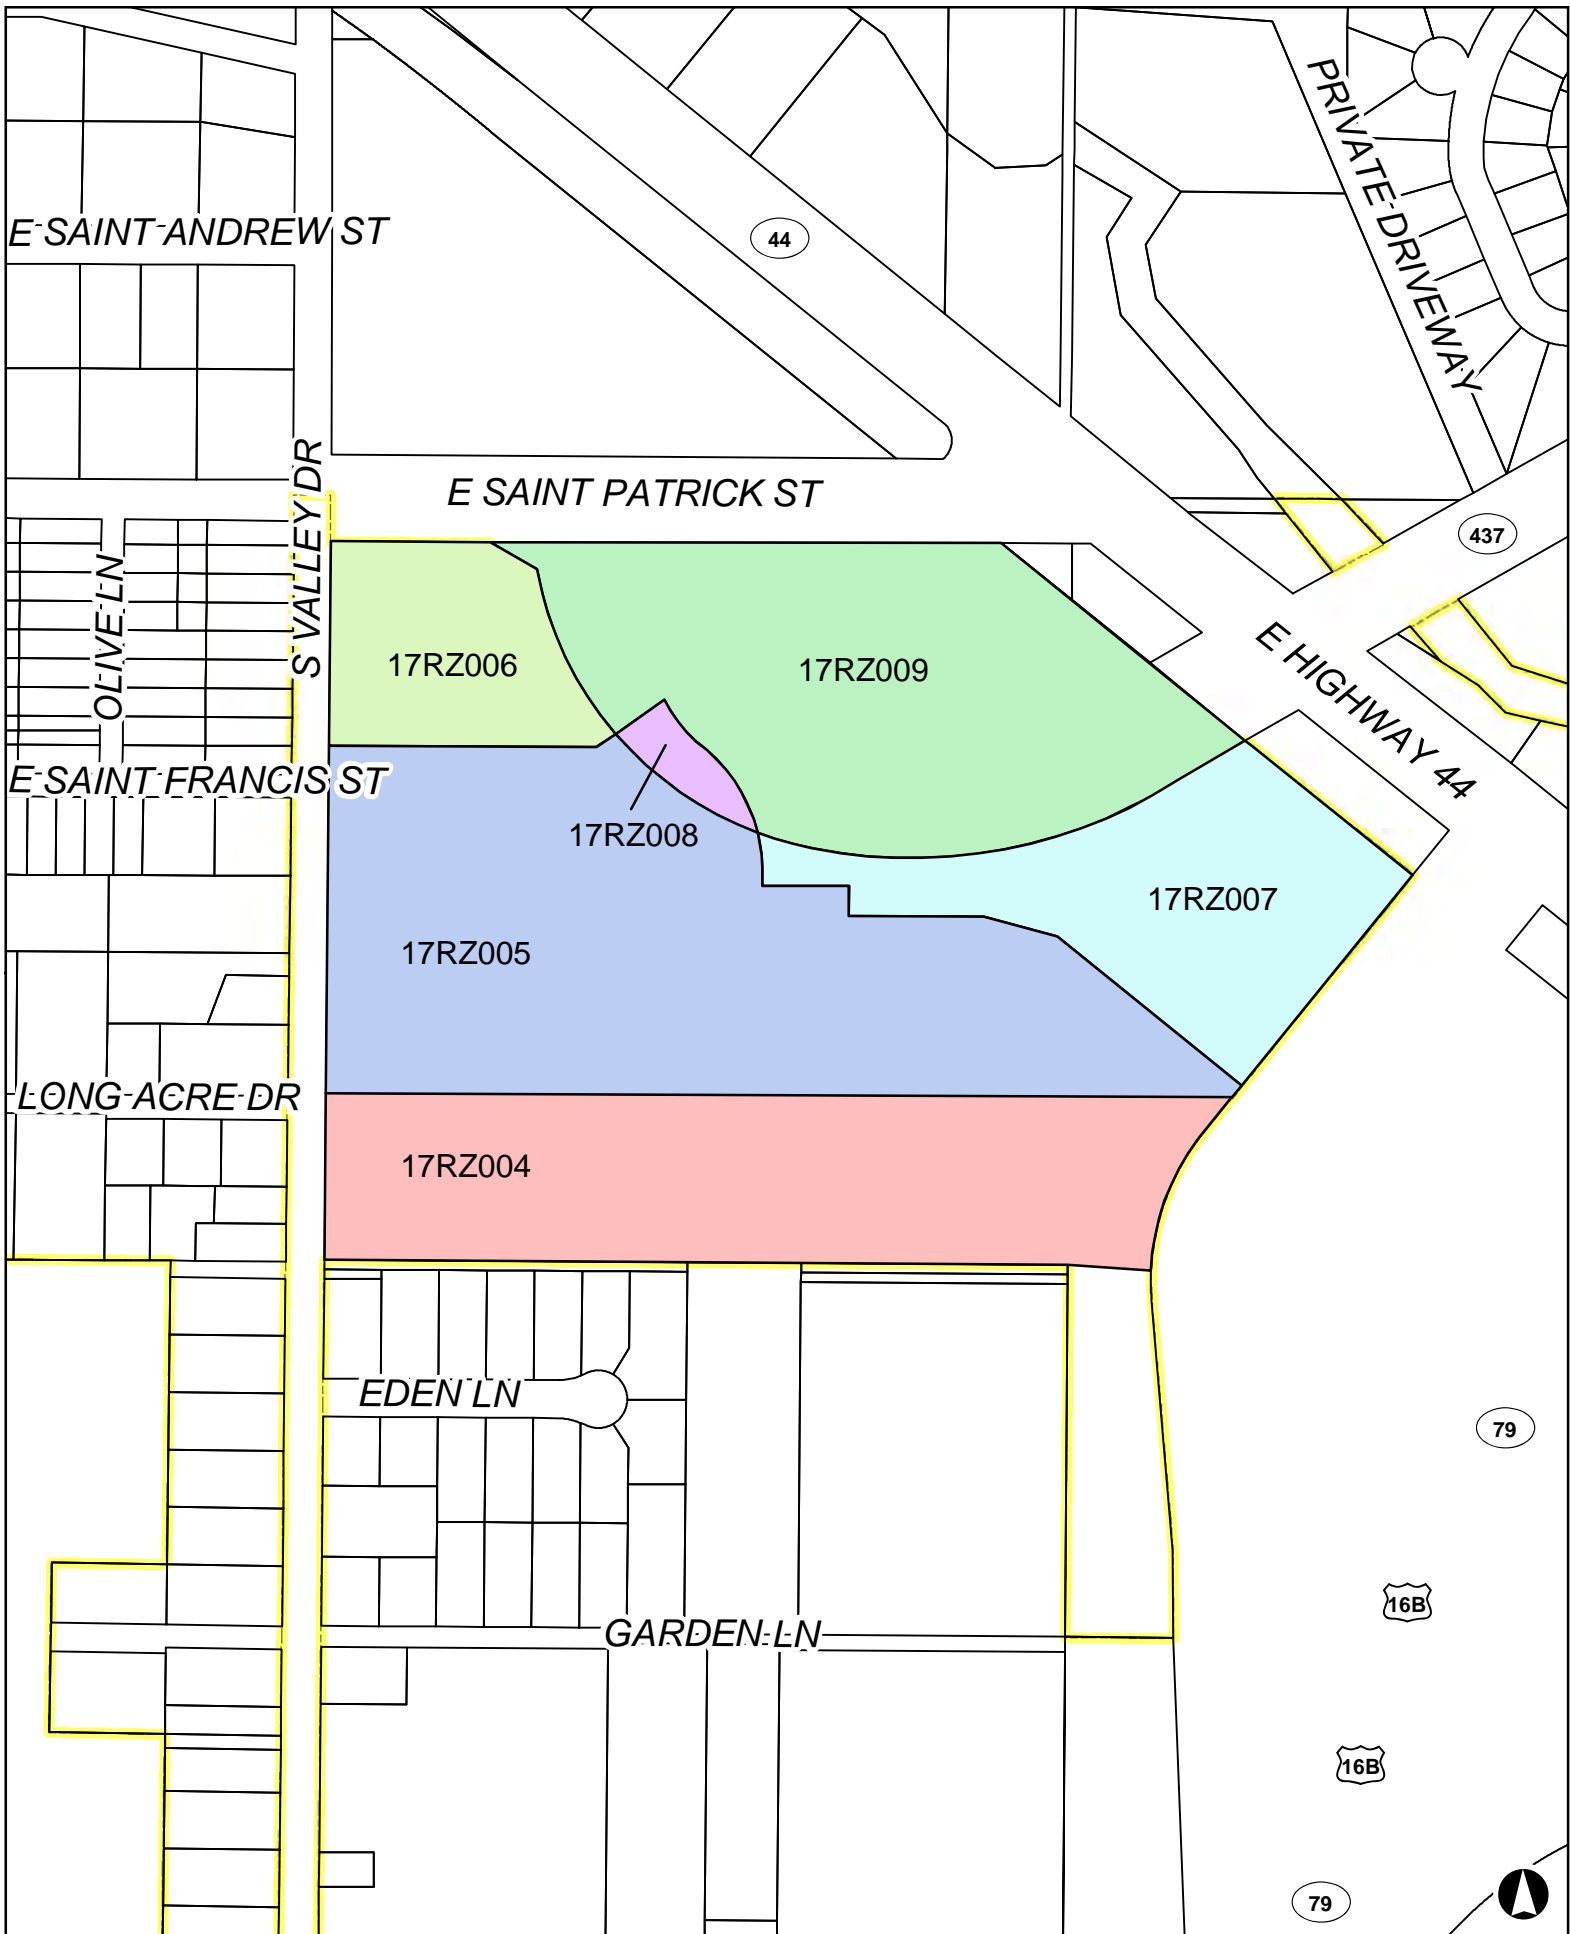 PRIVATE DRIVEWAY
E SAINT ANDREW ST
44
S VALLEY DR
E SAINT PATRICK ST
437
OLIVE LN
17RZ006
17RZ009
E HIGHWAY 44
E SAINT FRANCIS ST
17RZ008
17RZ007
17RZ005
LONG ACRE DR
17RZ004
EDEN LN
79
16B
GARDEN LN
16B
79